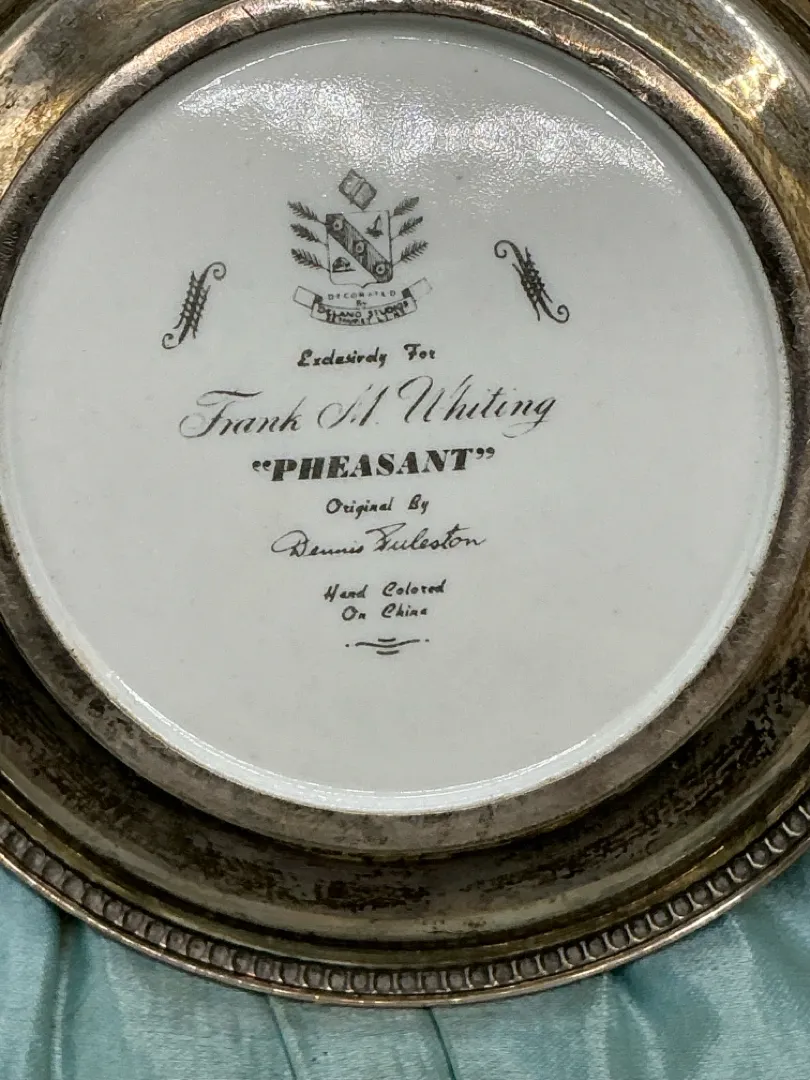 DECORATED
By
DELANO STUDIOS
Exclusively For
Frank M. Whiting
“PHEASANT”
Original By
Dennis Puleston
Hand Colored
On China